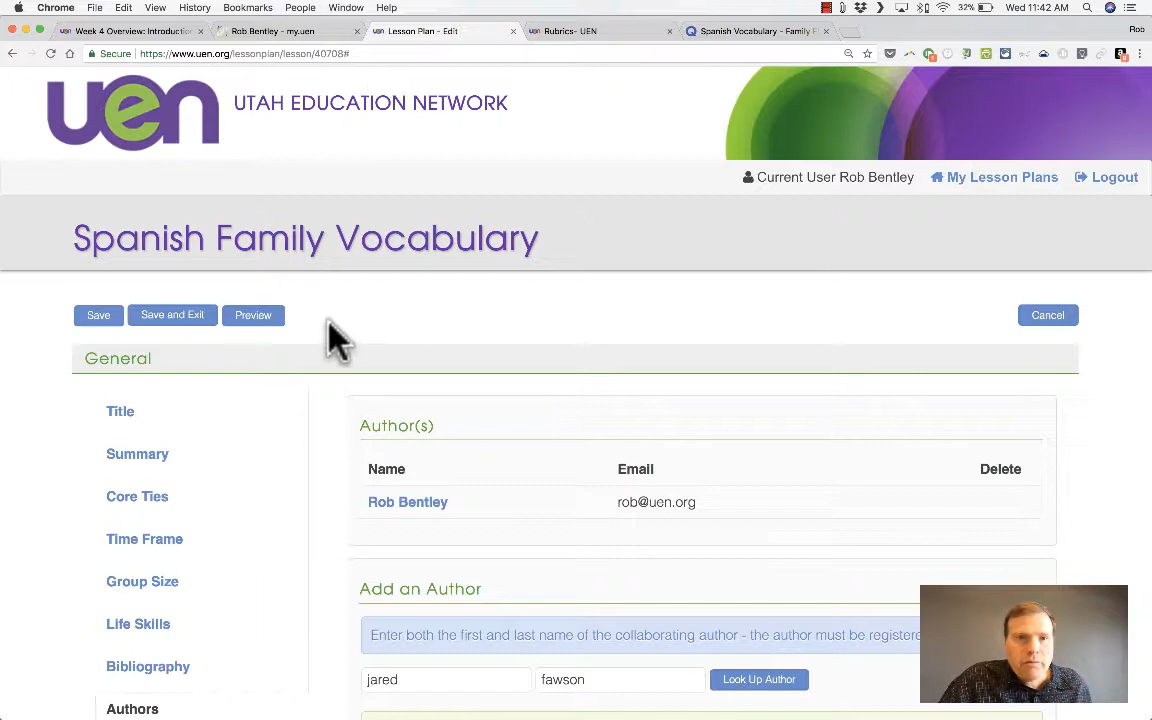 Chrome File Edit View History Bookmarks People Window Help 32% Wed 11:42 AM
Week 4 Overview: Introduction Rob Bentley - my.uen Lesson Plan - Edit Rubrics- UEN Spanish Vocabulary - Family F Rob
Secure https://www.uen.org/lessonplan/lesson/40708#
uen UTAH EDUCATION NETWORK
Current User Rob Bentley My Lesson Plans Logout
Spanish Family Vocabulary
Save Save and Exit Preview Cancel
General
Title
Summary
Core Ties
Time Frame
Group Size
Life Skills
Bibliography
Authors
Author(s)
Name Email Delete
Rob Bentley rob@uen.org
Add an Author
Enter both the first and last name of the collaborating author - the author must be registere
jared fawson Look Up Author